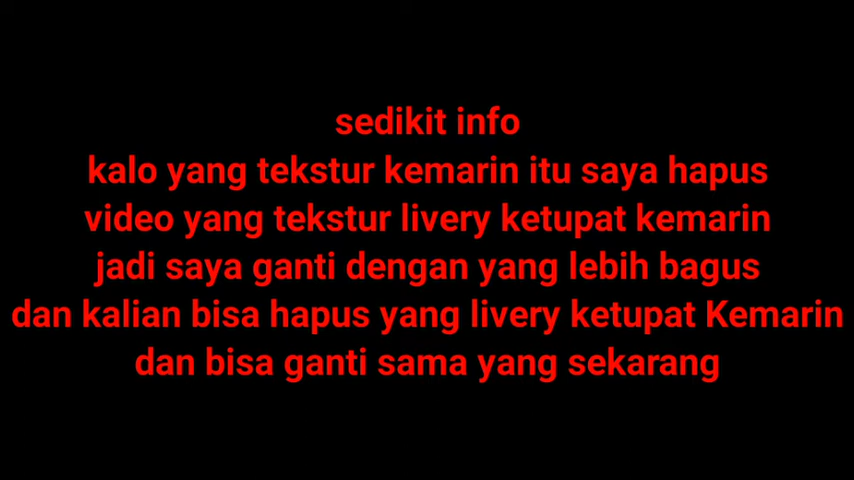 sedikit info
kalo yang tekstur kemarin itu saya hapus
video yang tekstur livery ketupat kemarin
jadi saya ganti dengan yang lebih bagus
dan kalian bisa hapus yang livery ketupat Kemarin
dan bisa ganti sama yang sekarang